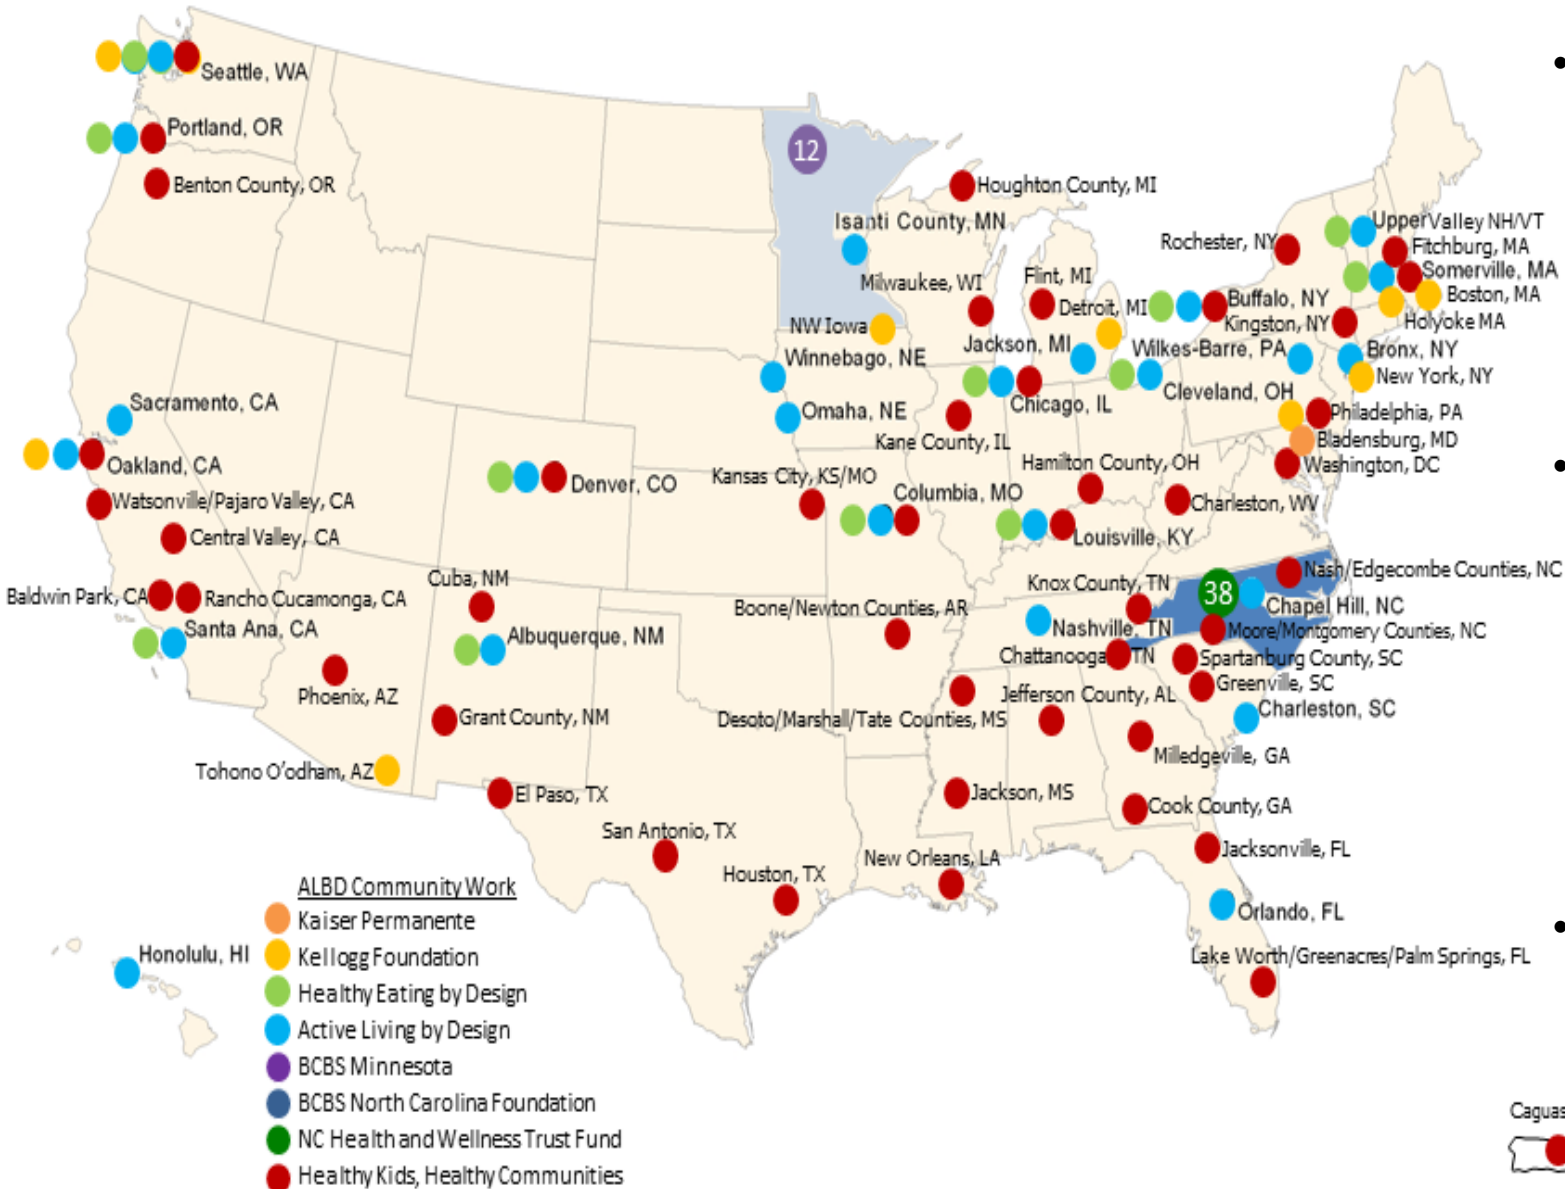 Seattle, WA
Portland, OR
Benton County, OR
12
Houghton County, MI
Isanti County, MN
Upper Valley NH/VT
Rochester, NY
Fitchburg, MA
Somerville, MA
Milwaukee, WI
Flint, MI
Detroit, MI
Buffalo, NY
Boston, MA
Kingston, NY
Holyoke MA
NW Iowa
Jackson, MI
Wilkes-Barre, PA
Bronx, NY
Winnebago, NE
New York, NY
Cleveland, OH
Sacramento, CA
Omaha, NE
Chicago, IL
Philadelphia, PA
Kane County, IL
Bladensburg, MD
Oakland, CA
Hamilton County, OH
Washington, DC
Denver, CO
Kansas City, KS/MO
Columbia, MO
Watsonville/Pajaro Valley, CA
Charleston, WV
Central Valley, CA
Louisville, KY
Cuba, NM
Knox County, TN
Nash/Edgecombe Counties, NC
38
Baldwin Park, CA
Rancho Cucamonga, CA
Boone/Newton Counties, AR
Chapel Hill, NC
Santa Ana, CA
Albuquerque, NM
Nashville, TN
Moore/Montgomery Counties, NC
Chattanooga, TN
Spartanburg County, SC
Phoenix, AZ
Greenville, SC
Jefferson County, AL
Grant County, NM
Desoto/Marshall/Tate Counties, MS
Charleston, SC
Milledgeville, GA
Tohono O'odham, AZ
El Paso, TX
Jackson, MS
Cook County, GA
San Antonio, TX
Jacksonville, FL
New Orleans, LA
Houston, TX
Orlando, FL
Honolulu, HI
Lake Worth/Greenacres/Palm Springs, FL
ALBD Community Work
Kaiser Permanente
Kellogg Foundation
Healthy Eating by Design
Active Living by Design
BCBS Minnesota
BCBS North Carolina Foundation
NC Health and Wellness Trust Fund
Healthy Kids, Healthy Communities
Caguas